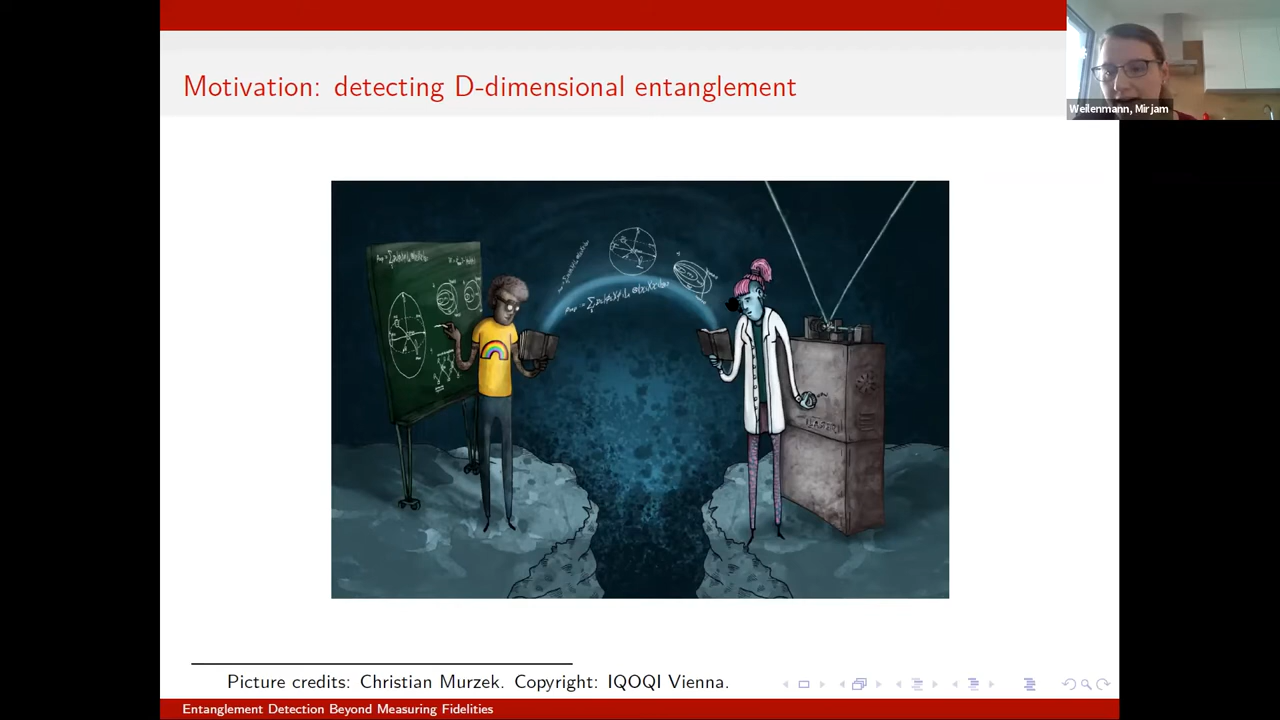 Motivation: detecting D-dimensional entanglement
Weilenmann, Mirjam
Picture credits: Christian Murzek. Copyright: IQOQI Vienna.
Entanglement Detection Beyond Measuring Fidelities